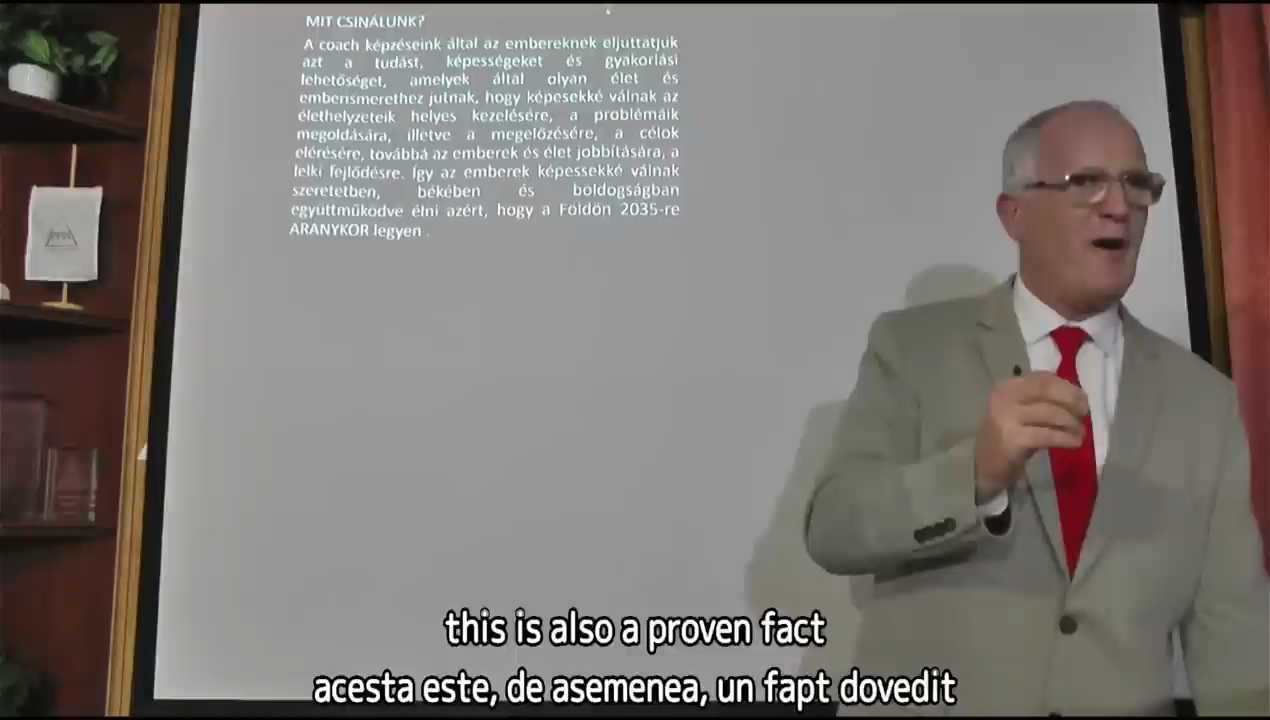 MIT CSINÁLUNK?
A coach képzéseink által az embereknek eljuttatjuk
azt a tudást, képességeket és gyakorlási
lehetőséget, amelyek által olyan élet és
emberismerethez jutnak, hogy képesekké válnak az
élethelyzeteik helyes kezelésére, a problémáik
megoldására, illetve a megelőzésére, a célok
elérésére, továbbá az emberek és élet jobbítására, a
lelki fejlődésre. Így az emberek képessekké válnak
szeretetben, békében és boldogságban
együttműködve élni azért, hogy a Földön 2035-re
ARANYKOR legyen .
this is also a proven fact
acesta este, de asemenea, un fapt dovedit